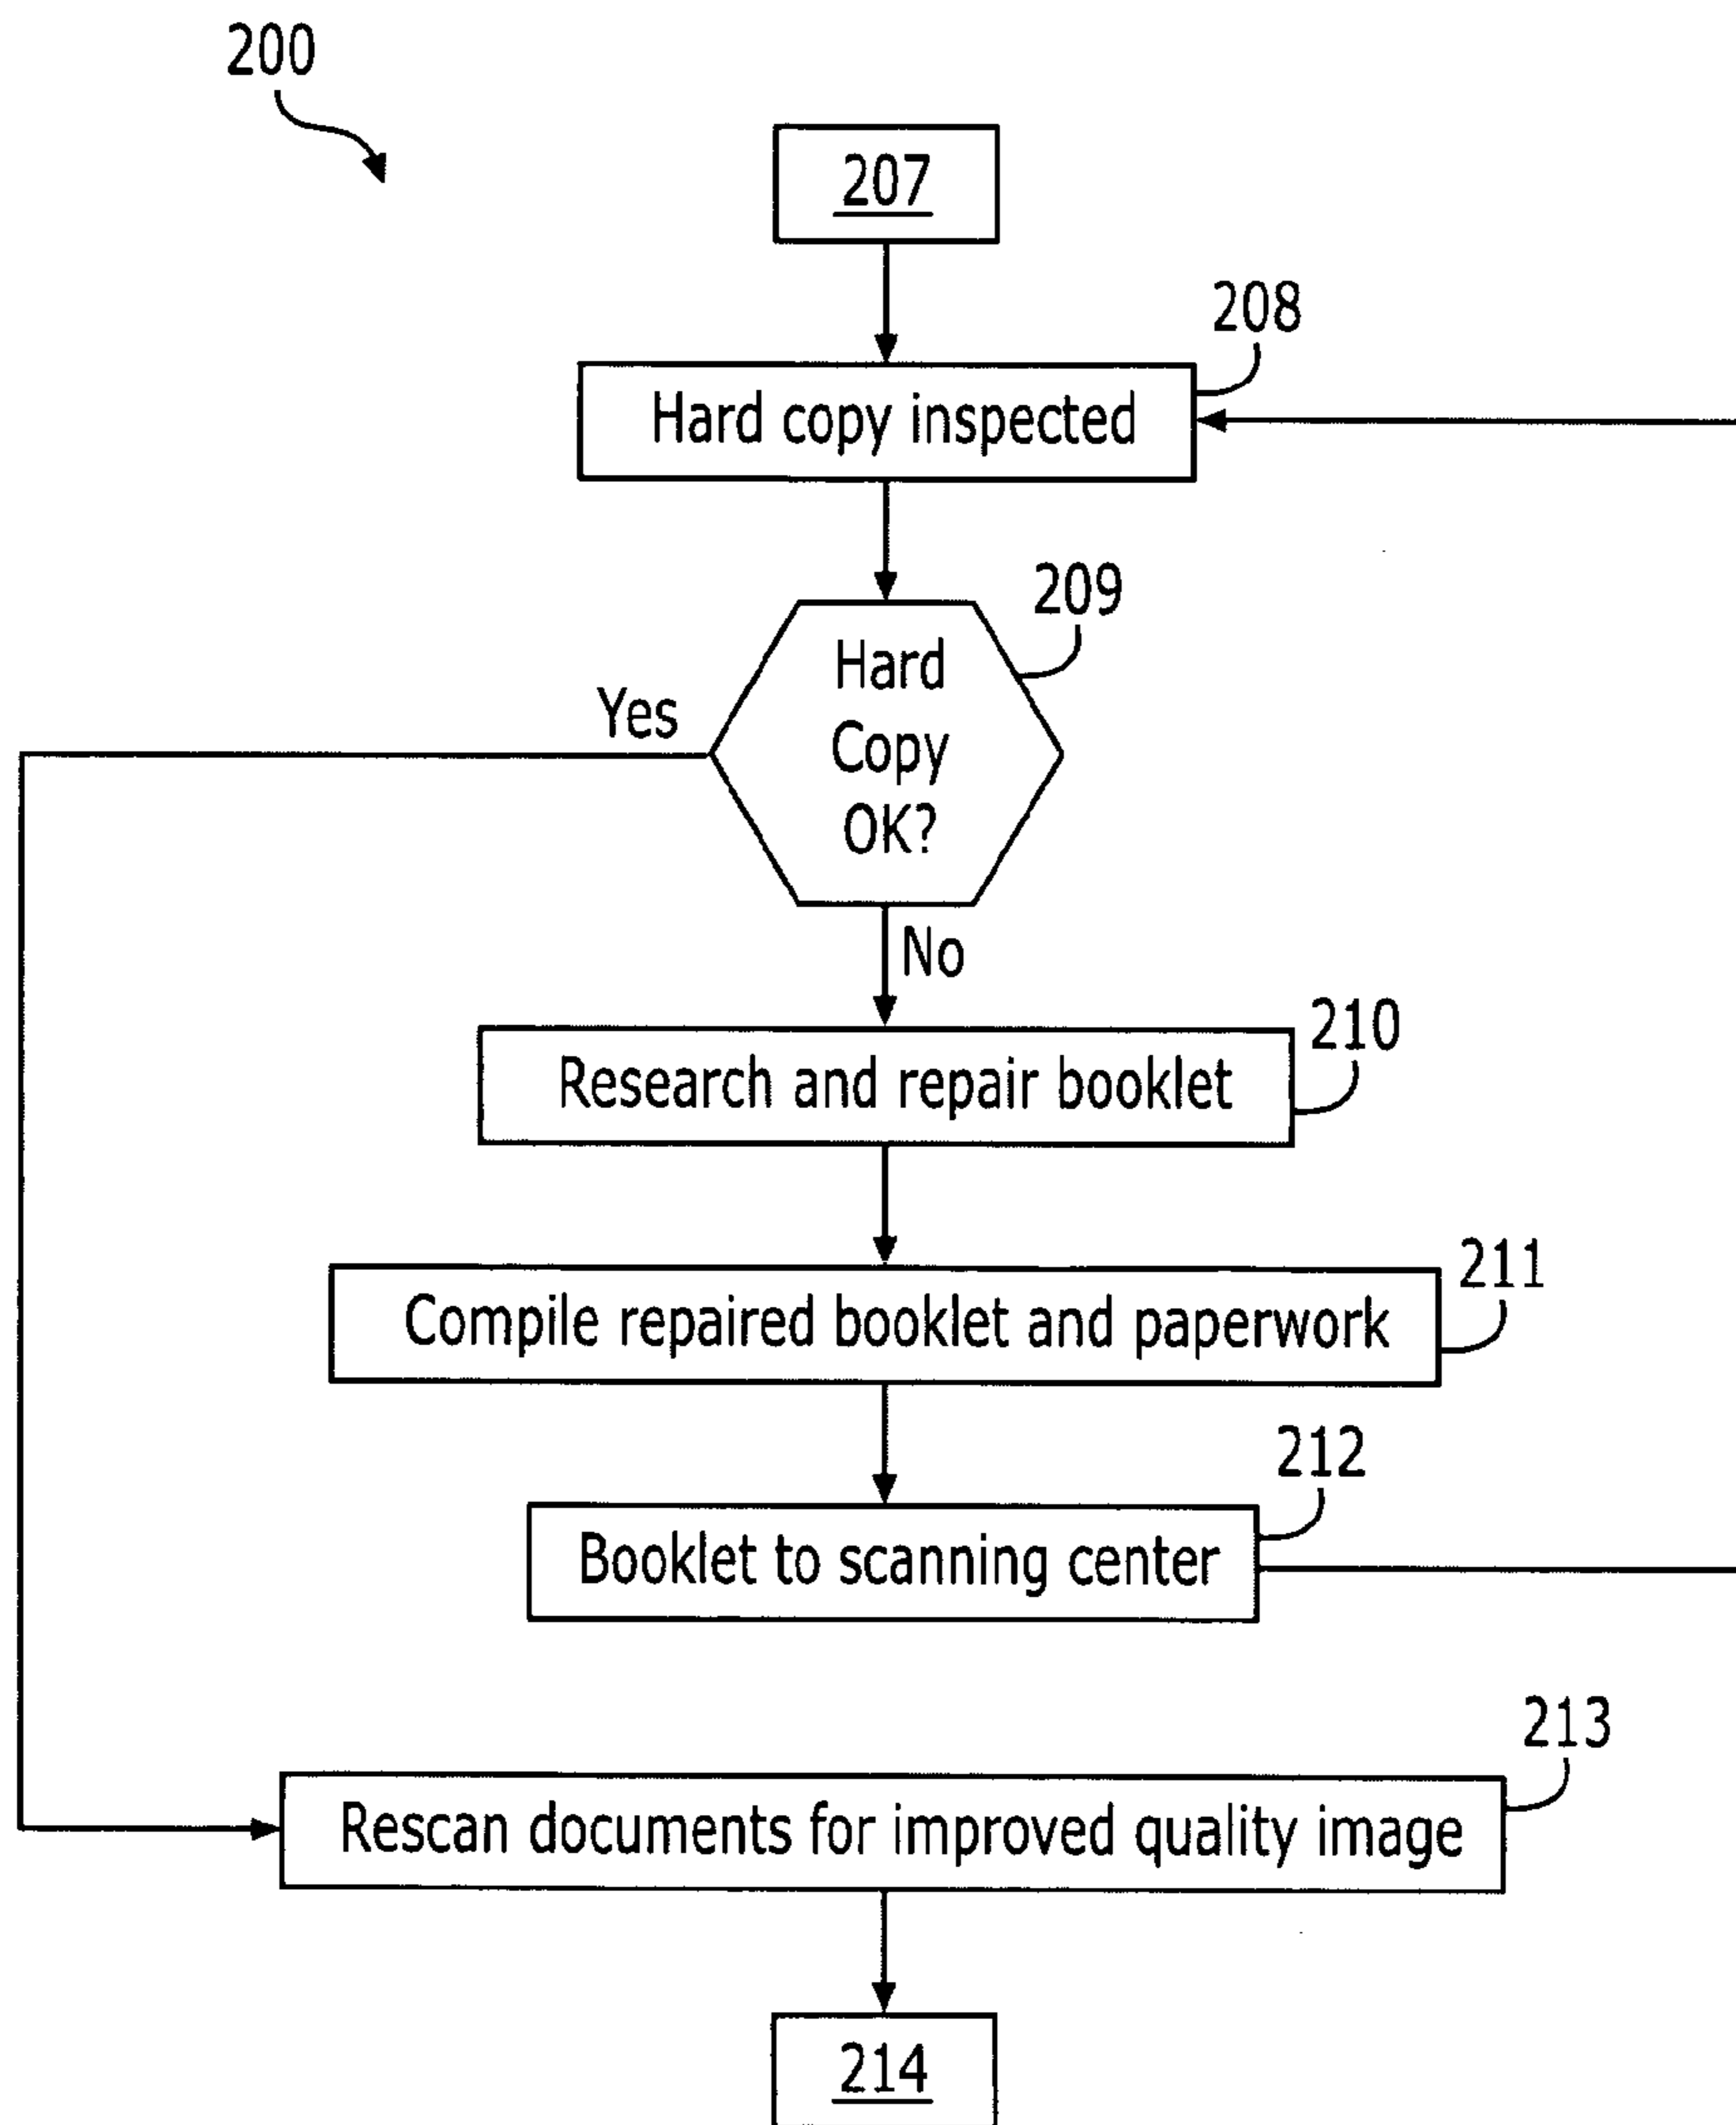 200
207
208
Hard copy inspected
209
Hard
Copy
OK?
Yes
No
210
Research and repair booklet
211
Compile repaired booklet and paperwork
212
Booklet to scanning center
213
Rescan documents for improved quality image
214